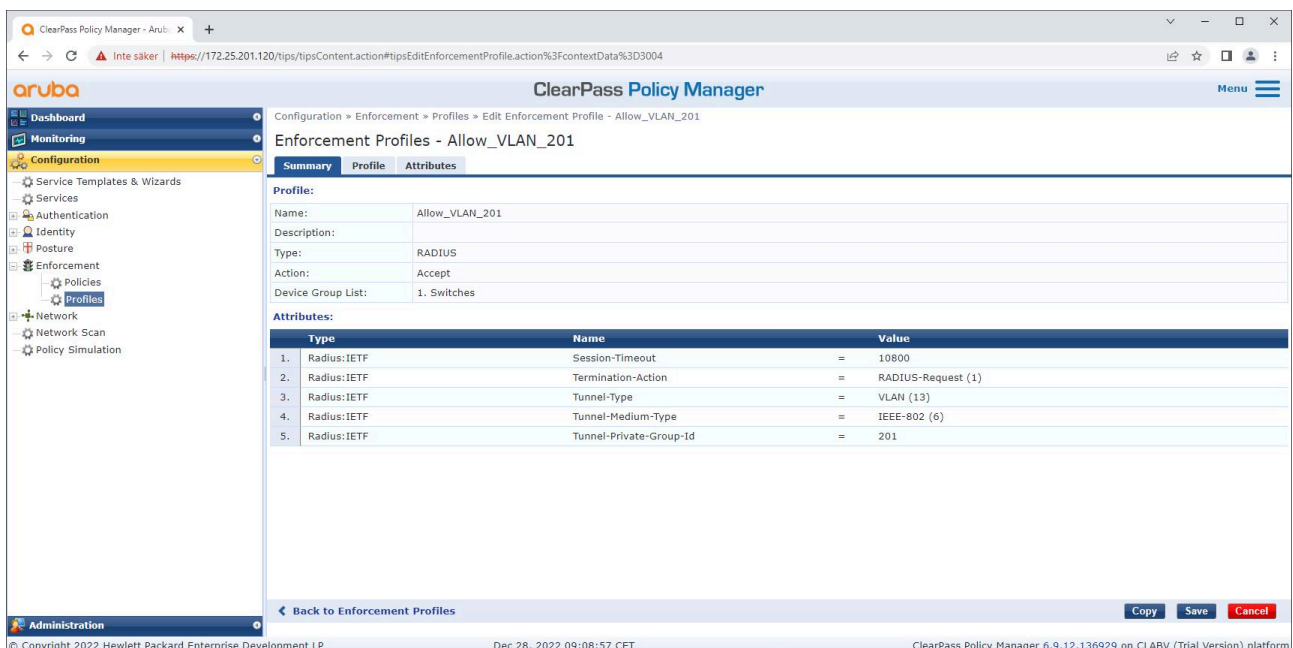 ClearPass Policy Manager - Arub
Inte säker | https://172.25.201.120/tips/tipsContent.action#tipsEditEnforcementProfile.action%3FcontextData%3D3004
aruba
ClearPass Policy Manager
Menu
Dashboard
Monitoring
Configuration
Service Templates & Wizards
Services
Authentication
Identity
Posture
Enforcement
Policies
Profiles
Network
Network Scan
Policy Simulation
Administration
Configuration » Enforcement » Profiles » Edit Enforcement Profile - Allow_VLAN_201
Enforcement Profiles - Allow_VLAN_201
Summary Profile Attributes
Profile:
Name: Allow_VLAN_201
Description:
Type: RADIUS
Action: Accept
Device Group List: 1. Switches
Attributes:
Type Name Value
1. Radius:IETF Session-Timeout = 10800
2. Radius:IETF Termination-Action = RADIUS-Request (1)
3. Radius:IETF Tunnel-Type = VLAN (13)
4. Radius:IETF Tunnel-Medium-Type = IEEE-802 (6)
5. Radius:IETF Tunnel-Private-Group-Id = 201
Back to Enforcement Profiles
Copy Save Cancel
© Copyright 2022 Hewlett Packard Enterprise Development LP Dec 28, 2022 09:08:57 CET ClearPass Policy Manager 6.9.12.136929 on CLABV (Trial Version) platform